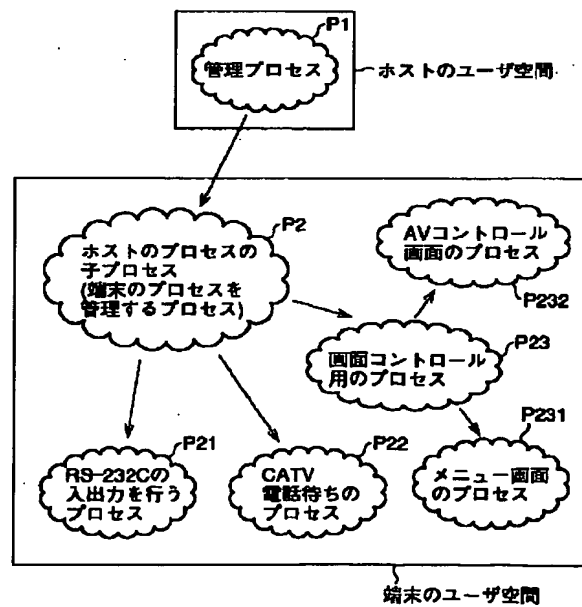 P1
管理プロセス
ホストのユーザ空間
P2
ホストのプロセスの
子プロセス
(端末のプロセスを
管理するプロセス)
AVコントロール
画面のプロセス
P232
P23
画面コントロール
用のプロセス
P21
RS-232Cの
入出力を行う
プロセス
P22
CATV
電話待ちの
プロセス
P231
メニュー画面
のプロセス
端末のユーザ空間